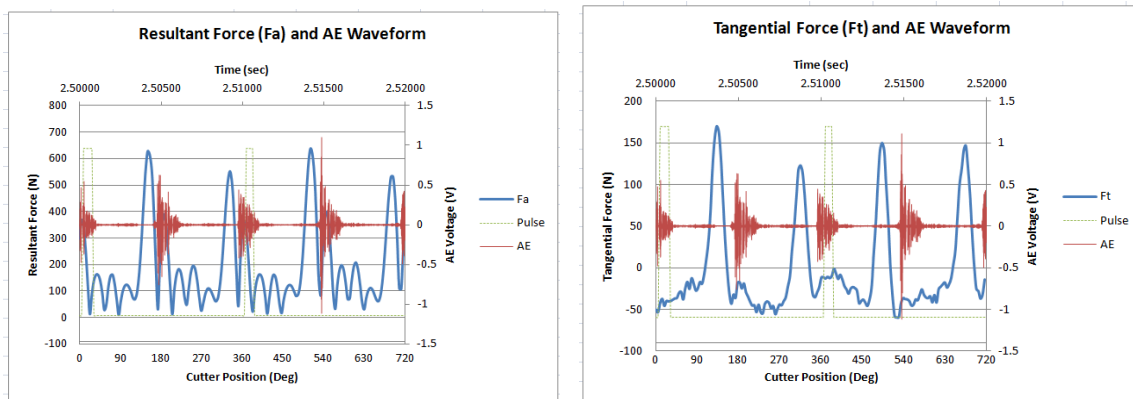 Resultant Force (Fa) and AE Waveform
Time (sec)
2.50000 2.50500 2.51000 2.51500 2.52000
800 1.5
700
600 1
500 0.5
400
300 0
200 -0.5
100
0 -1
-100 -1.5
Resultant Force (N)
AE Voltage (V)
0 90 180 270 360 450 540 630 720
Cutter Position (Deg)
Fa
Pulse
AE
Tangential Force (Ft) and AE Waveform
Time (sec)
2.50000 2.50500 2.51000 2.51500 2.52000
200 1.5
150 1
100 0.5
50 0
0 -0.5
-50 -1
-100 -1.5
Tangential Force (N)
AE Voltage (V)
0 90 180 270 360 450 540 630 720
Cutter Position (Deg)
Ft
Pulse
AE